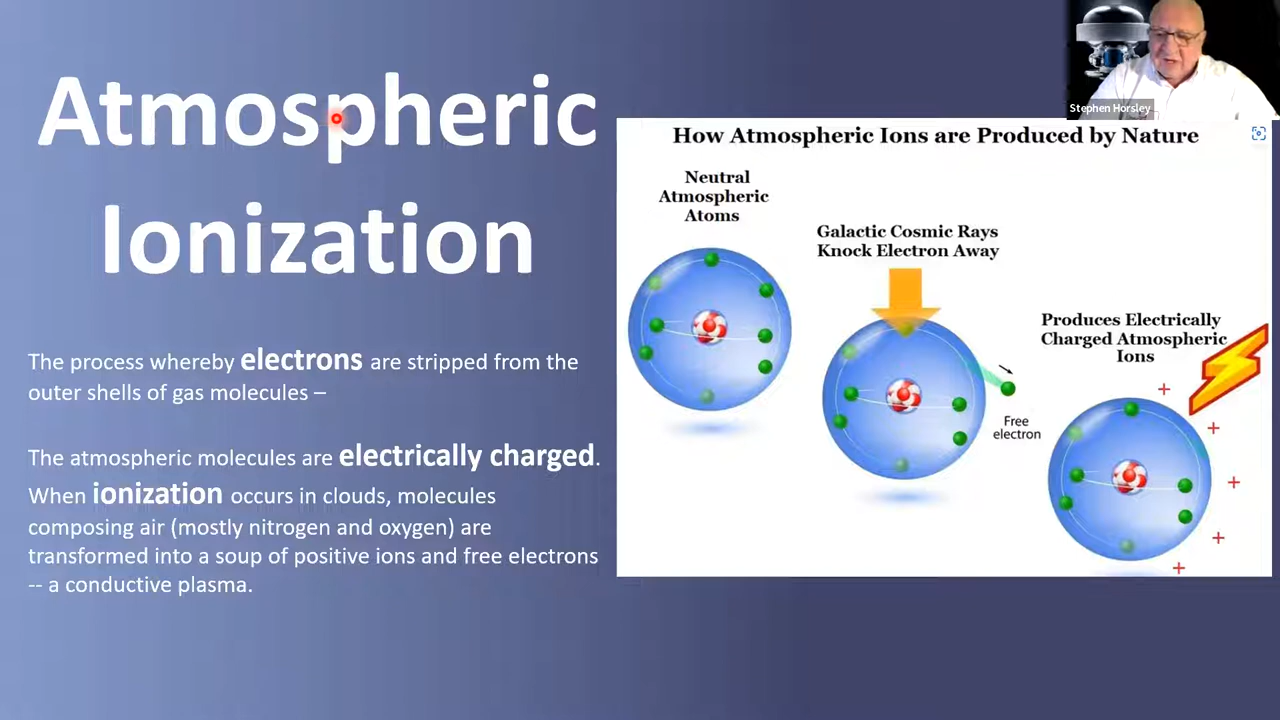 Atmospheric
Ionization
The process whereby electrons are stripped from the
outer shells of gas molecules –
The atmospheric molecules are electrically charged.
When ionization occurs in clouds, molecules
composing air (mostly nitrogen and oxygen) are
transformed into a soup of positive ions and free electrons
-- a conductive plasma.
Stephen Horsley
How Atmospheric Ions are Produced by Nature
Neutral
Atmospheric
Atoms
Galactic Cosmic Rays
Knock Electron Away
Free
electron
Produces Electrically
Charged Atmospheric
Ions
+
+
+
+
+